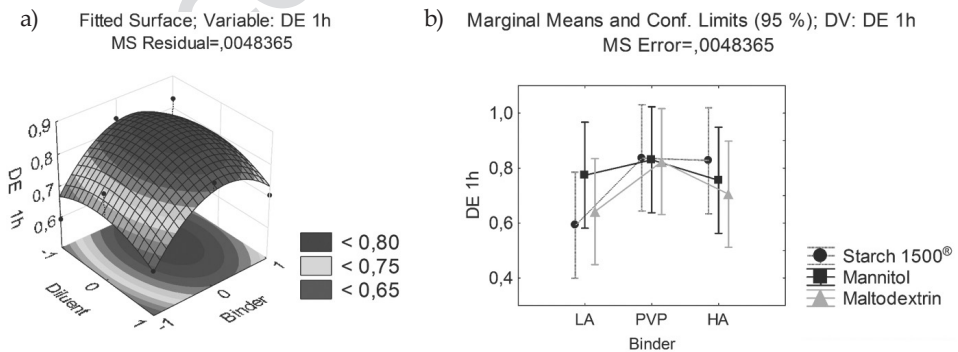 a)
Fitted Surface; Variable: DE 1h
MS Residual=,0048365
0,9
0,8
0,7
0,6
DE 1h
-1
0
1
Diluent
-1
0
1
Binder
< 0,80
< 0,75
< 0,65
b)
Marginal Means and Conf. Limits (95 %); DV: DE 1h
MS Error=,0048365
1,0
0,8
0,6
0,4
DE 1h
LA PVP HA
Binder
Starch 1500®
Mannitol
Maltodextrin